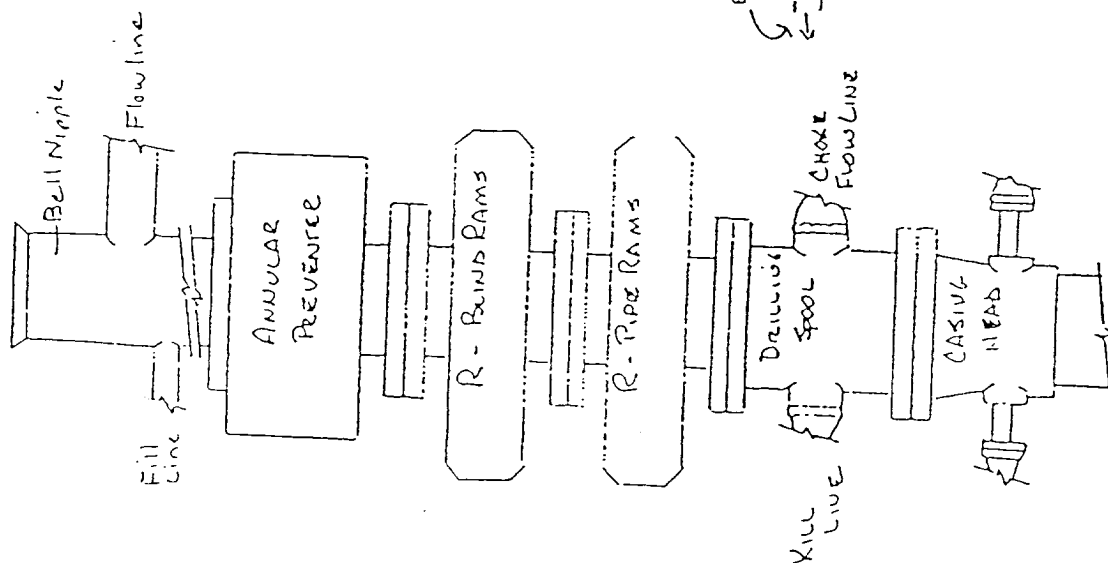 Bell Nipple
Flowline
Fill
Line
ANNULAR
PREVENTER
R - BLIND RAMS
R - PIPE RAMS
DRILLING
SPOOL
CHOKE
FLOW LINE
KILL
LINE
CASING
HEAD